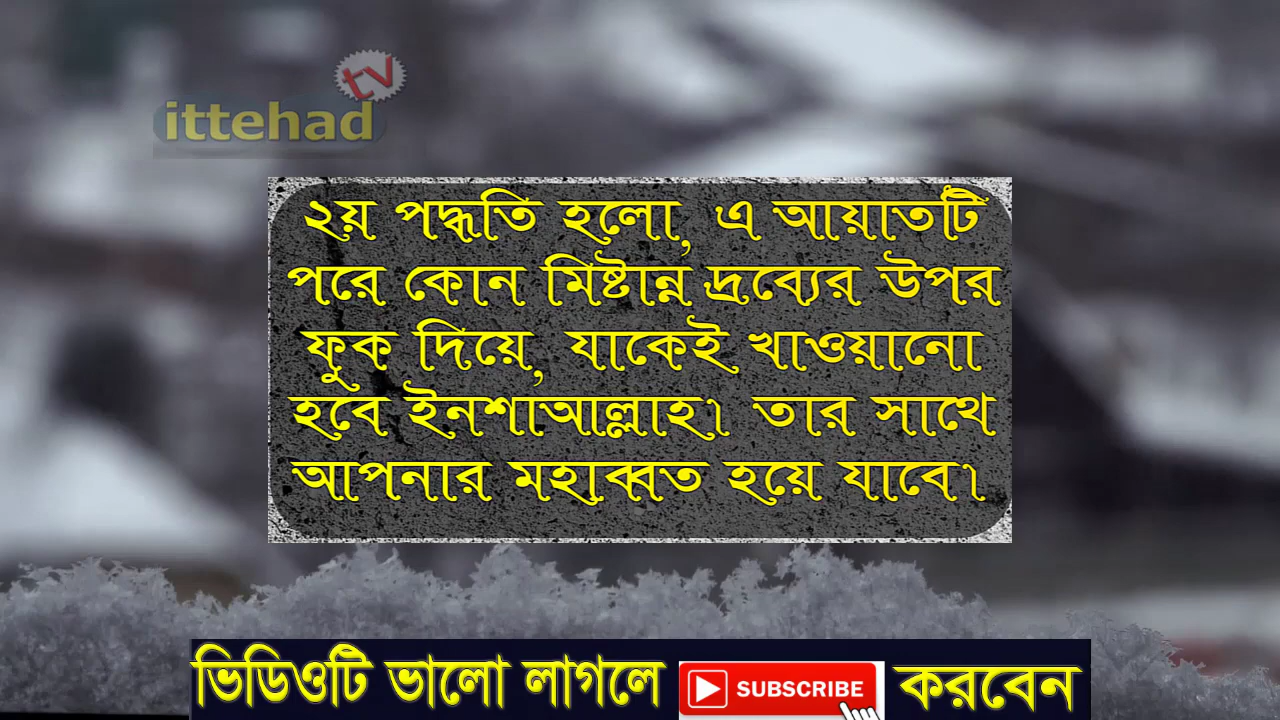 ittehad tv
২য় পদ্ধতি হলো, এ আয়াতটি
পরে কোন মিষ্টান্ন দ্রব্যের উপর
ফুক দিয়ে, যাকেই খাওয়ানো
হবে ইনশাআল্লাহ। তার সাথে
আপনার মহাব্বত হয়ে যাবে।
ভিডিওটি ভালো লাগলে SUBSCRIBE করবেন